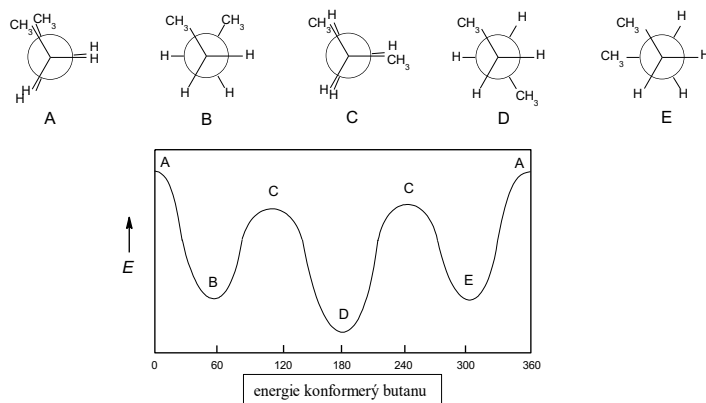 CH3 CH3 H H H H
CH3 CH3 H H H H
CH3 H H CH3 H H
CH3 H H H H CH3
CH3 H CH3 H H H
A B C D E
A C C A
B D E
E
0 60 120 180 240 300 360
energie konformerý butanu